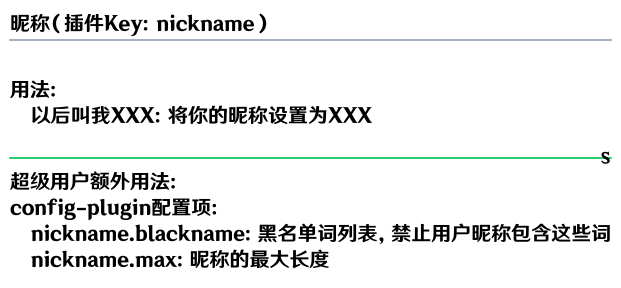 昵称(插件Key: nickname)
用法:
以后叫我XXX: 将你的昵称设置为XXX
s
超级用户额外用法:
config-plugin配置项:
nickname.blackname: 黑名单词列表, 禁止用户昵称包含这些词
nickname.max: 昵称的最大长度